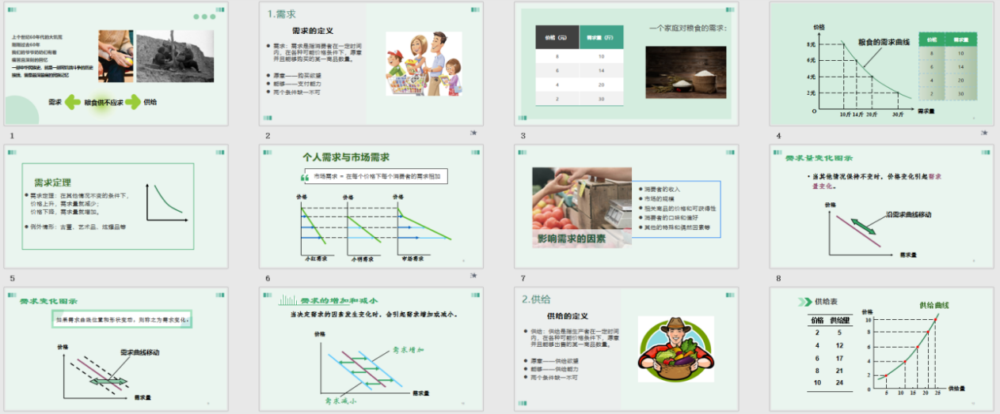 上个世纪60年代的大饥荒
距离过去60年
我们的爷爷奶奶们有着
痛苦且深刻的回忆
需求
粮食供不应求
供给
1
1.需求
需求的定义
需求：需求是指消费者在一定时间
内，在各种可能价格条件下，愿意
并且能够购买的某一商品数量。
愿意——购买欲望
能够——支付能力
两个条件缺一不可
2
一个家庭对粮食的需求：
价格（元） 需求量（斤）
8 10
6 14
4 20
2 30
3
价格
粮食的需求曲线
8元
6元
4元
2元
O
10斤 14斤 20斤 30斤
需求量
价格 需求量
8 10
6 14
4 20
2 30
4
需求定理
需求定理：在其他情况不变的条件下，
价格上升，需求量就减少；
价格下降，需求量就增加。
例外情形：古董、艺术品、炫耀品等
5
个人需求与市场需求
市场需求 = 在每个价格下每个消费者的需求相加
价格 价格 价格
小红需求 小明需求 市场需求
6
影响需求的因素
消费者的收入
市场的规模
相关商品的价格和可获得性
消费者的口味和偏好
其他的特殊和偶然因素等
7
需求量变化图示
当其他情况保持不变时，价格变化引起需求
量变化。
价格
沿需求曲线移动
需求量
8
需求变化图示
如果需求曲线位置和形状变动，则称之为需求变化。
价格
需求曲线移动
需求量
需求的增加和减小
当决定需求的因素发生变化时，会引起需求增加或减小。
价格
需求增加
需求量
需求减小
2.供给
供给的定义
供给：供给是指生产者在一定时间
内，在各种可能价格条件下，愿意
并且能够出售的某一商品数量。
愿意——供给欲望
能够——供给能力
两个条件缺一不可
供给表
价格 供给量
2 5
4 12
6 17
8 21
10 24
供给曲线
价格
10
8
6
4
2
0
5 10 15 20 25
供给量